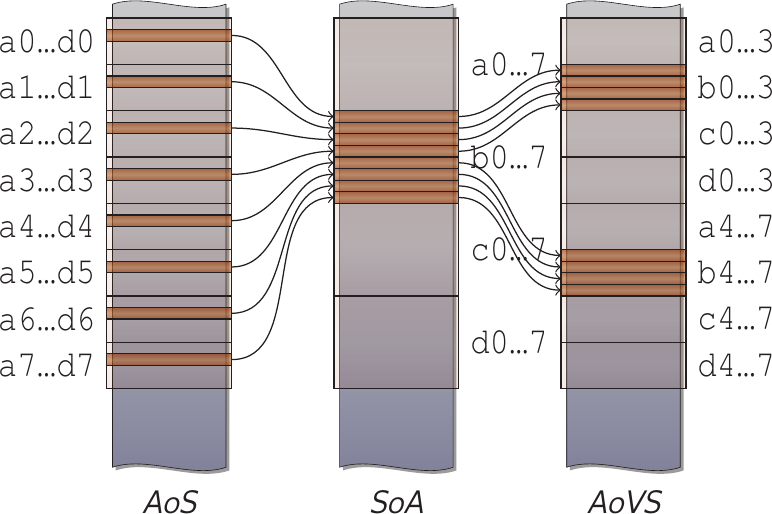 a0…d0
a1…d1
a2…d2
a3…d3
a4…d4
a5…d5
a6…d6
a7…d7
AoS
a0…7
b0…7
c0…7
d0…7
SoA
a0…3
b0…3
c0…3
d0…3
a4…7
b4…7
c4…7
d4…7
AoVS